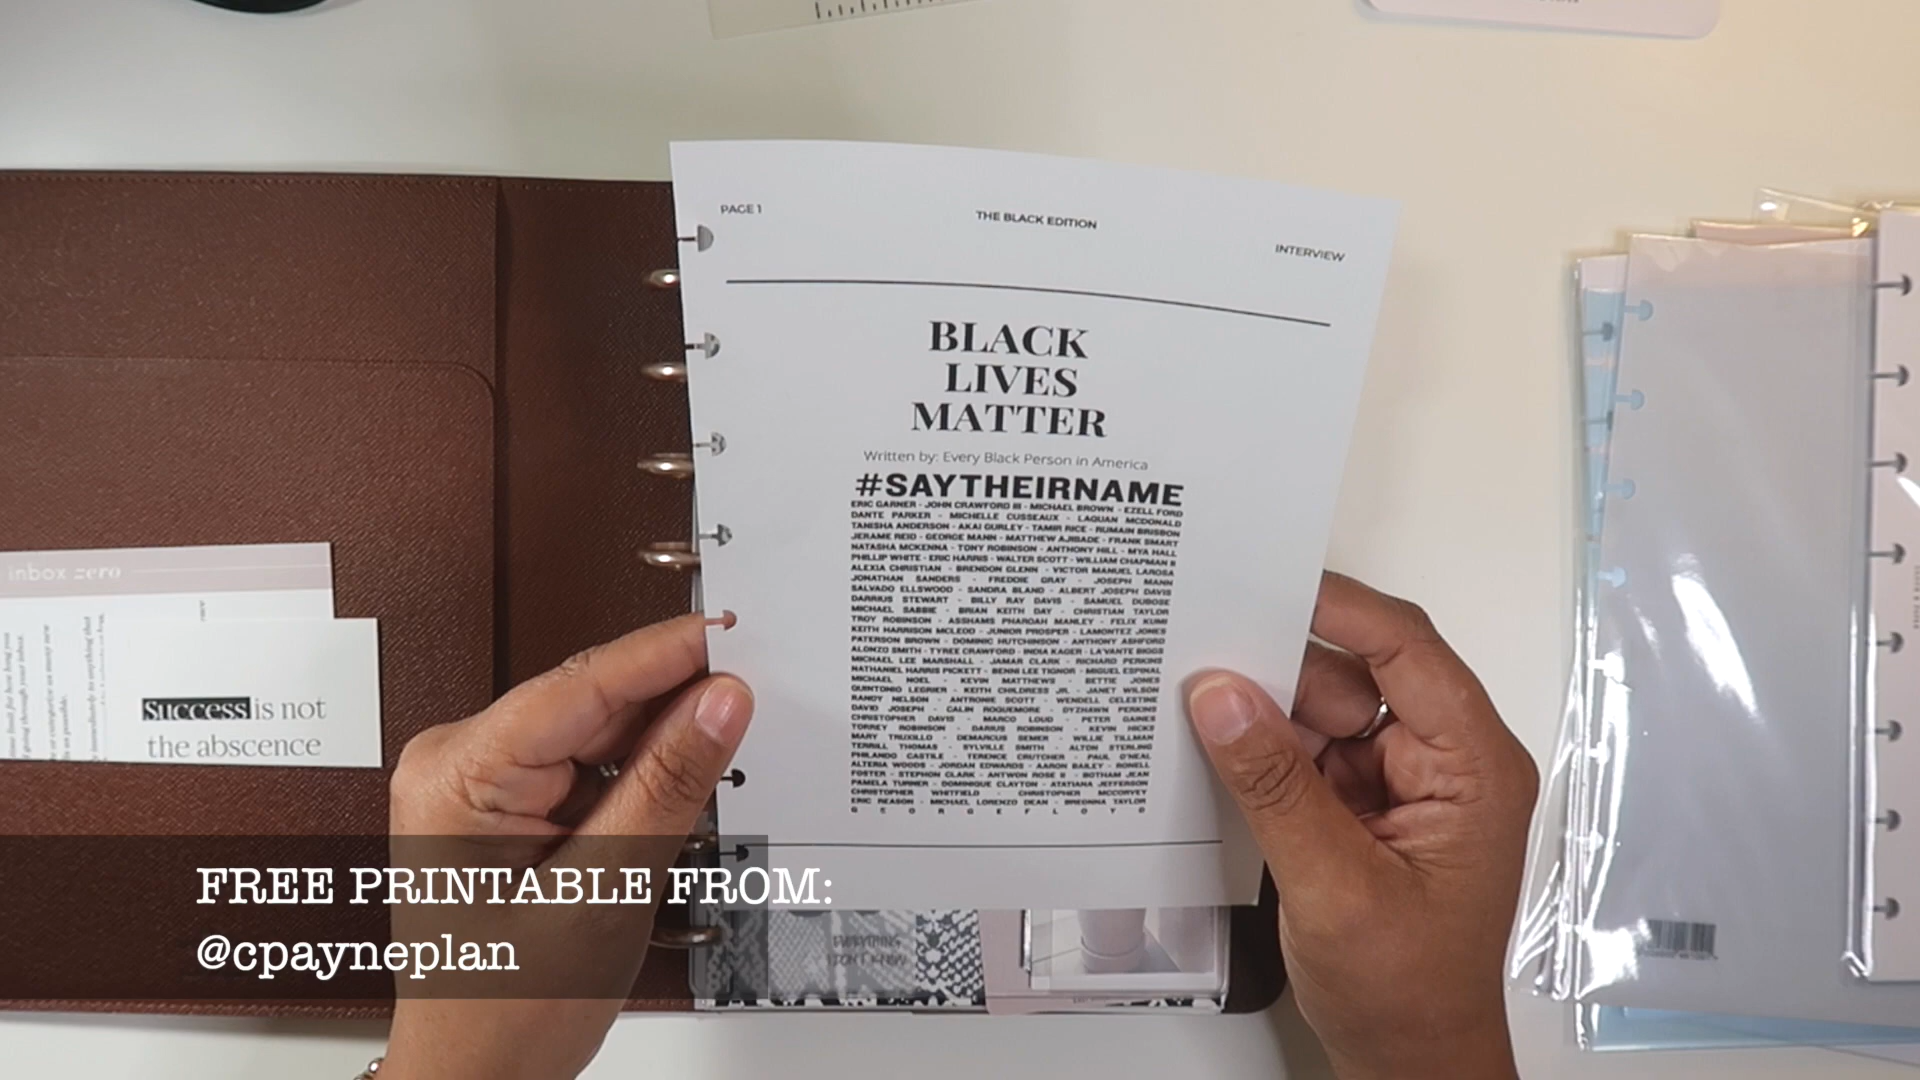 PAGE 1
THE BLACK EDITION
INTERVIEW
BLACK
LIVES
MATTER
Written by: Every Black Person in America
#SAYTHEIRNAME
ERIC GARNER - JOHN CRAWFORD III - MICHAEL BROWN - EZELL FORD
DANTE PARKER - MICHELLE CUSSEAUX - LAQUAN MCDONALD
TANISHA ANDERSON - AKAI GURLEY - TAMIR RICE - RUMAIN BRISBON
JERAME REID - GEORGE MANN - MATTHEW AJIBADE - FRANK SMART
NATASHA MCKENNA - TONY ROBINSON - ANTHONY HILL - MYA HALL
PHILLIP WHITE - ERIC HARRIS - WALTER SCOTT - WILLIAM CHAPMAN II
ALEXIA CHRISTIAN - BRENDON GLENN - VICTOR MANUEL LAROSA
JONATHAN SANDERS - FREDDIE GRAY - JOSEPH MANN
SALVADO ELLSWOOD - SANDRA BLAND - ALBERT JOSEPH DAVIS
DARRIUS STEWART - BILLY RAY DAVIS - SAMUEL DUBOSE
MICHAEL SABBIE - BRIAN KEITH DAY - CHRISTIAN TAYLOR
TROY ROBINSON - ASSHAMS PHAROAH MANLEY - FELIX KUMI
KEITH HARRISON MCLEOD - JUNIOR PROSPER - LAMONTEZ JONES
PATERSON BROWN - DOMINIC HUTCHINSON - ANTHONY ASHFORD
ALONZO SMITH - TYREE CRAWFORD - INDIA KAGER - LA'VANTE BIGGS
MICHAEL LEE MARSHALL - JAMAR CLARK - RICHARD PERKINS
NATHANIEL HARRIS PICKETT - BENNI LEE TIGNOR - MIGUEL ESPINAL
MICHAEL NOEL - KEVIN MATTHEWS - BETTIE JONES
QUINTONIO LEGRIER - KEITH CHILDRESS JR. - JANET WILSON
RANDY NELSON - ANTRONIE SCOTT - WENDELL CELESTINE
DAVID JOSEPH - CALIN ROQUEMORE - DYZHAWN PERKINS
CHRISTOPHER DAVIS - MARCO LOUD - PETER GAINES
TORREY ROBINSON - DARIUS ROBINSON - KEVIN HICKS
MARY TRUXILLO - DEMARCUS SEMER - WILLIE TILLMAN
TERRILL THOMAS - SYLVILLE SMITH - ALTON STERLING
PHILANDO CASTILE - TERENCE CRUTCHER - PAUL O'NEAL
ALTERIA WOODS - JORDAN EDWARDS - AARON BAILEY - RONELL
FOSTER - STEPHON CLARK - ANTWON ROSE II - BOTHAM JEAN
PAMELA TURNER - DOMINIQUE CLAYTON - ATATIANA JEFFERSON
CHRISTOPHER WHITFIELD - CHRISTOPHER MCCORVEY
ERIC REASON - MICHAEL LORENZO DEAN - BREONNA TAYLOR
G E O R G E F L O Y D
inbox zero
Success is not
the abscence
FREE PRINTABLE FROM:
@cpayneplan
EVERYTHING
I DON'T KNOW